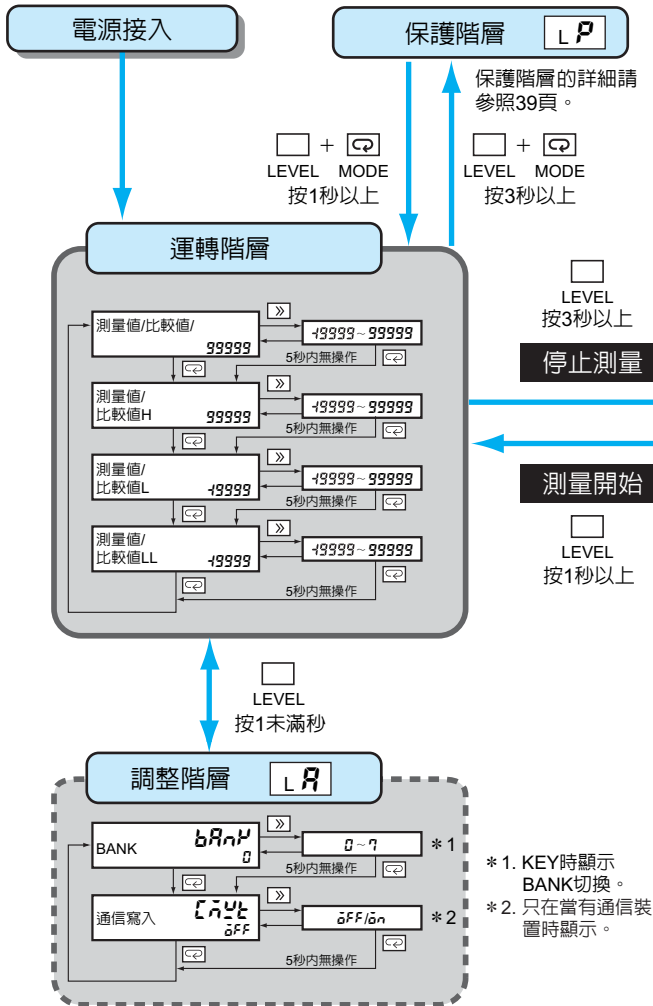 電源接入
保護階層 L P
保護階層的詳細請
參照39頁。
+
LEVEL MODE
按1秒以上
+
LEVEL MODE
按3秒以上
運轉階層
測量值/比較值/
99999
-19999~99999
5秒内無操作
測量值/
比較值H 99999
-19999~99999
5秒内無操作
測量值/
比較值L -19999
-19999~99999
5秒内無操作
測量值/
比較值LL -19999
-19999~99999
5秒内無操作
LEVEL
按3秒以上
停止測量
測量開始
LEVEL
按1秒以上
LEVEL
按1未滿秒
調整階層 L A
BANK bAnK
0
0~7 *1
5秒内無操作
通信寫入 CMWt
oFF
oFF/on *2
5秒内無操作
*1. KEY時顯示
BANK切換。
*2. 只在當有通信裝
置時顯示。